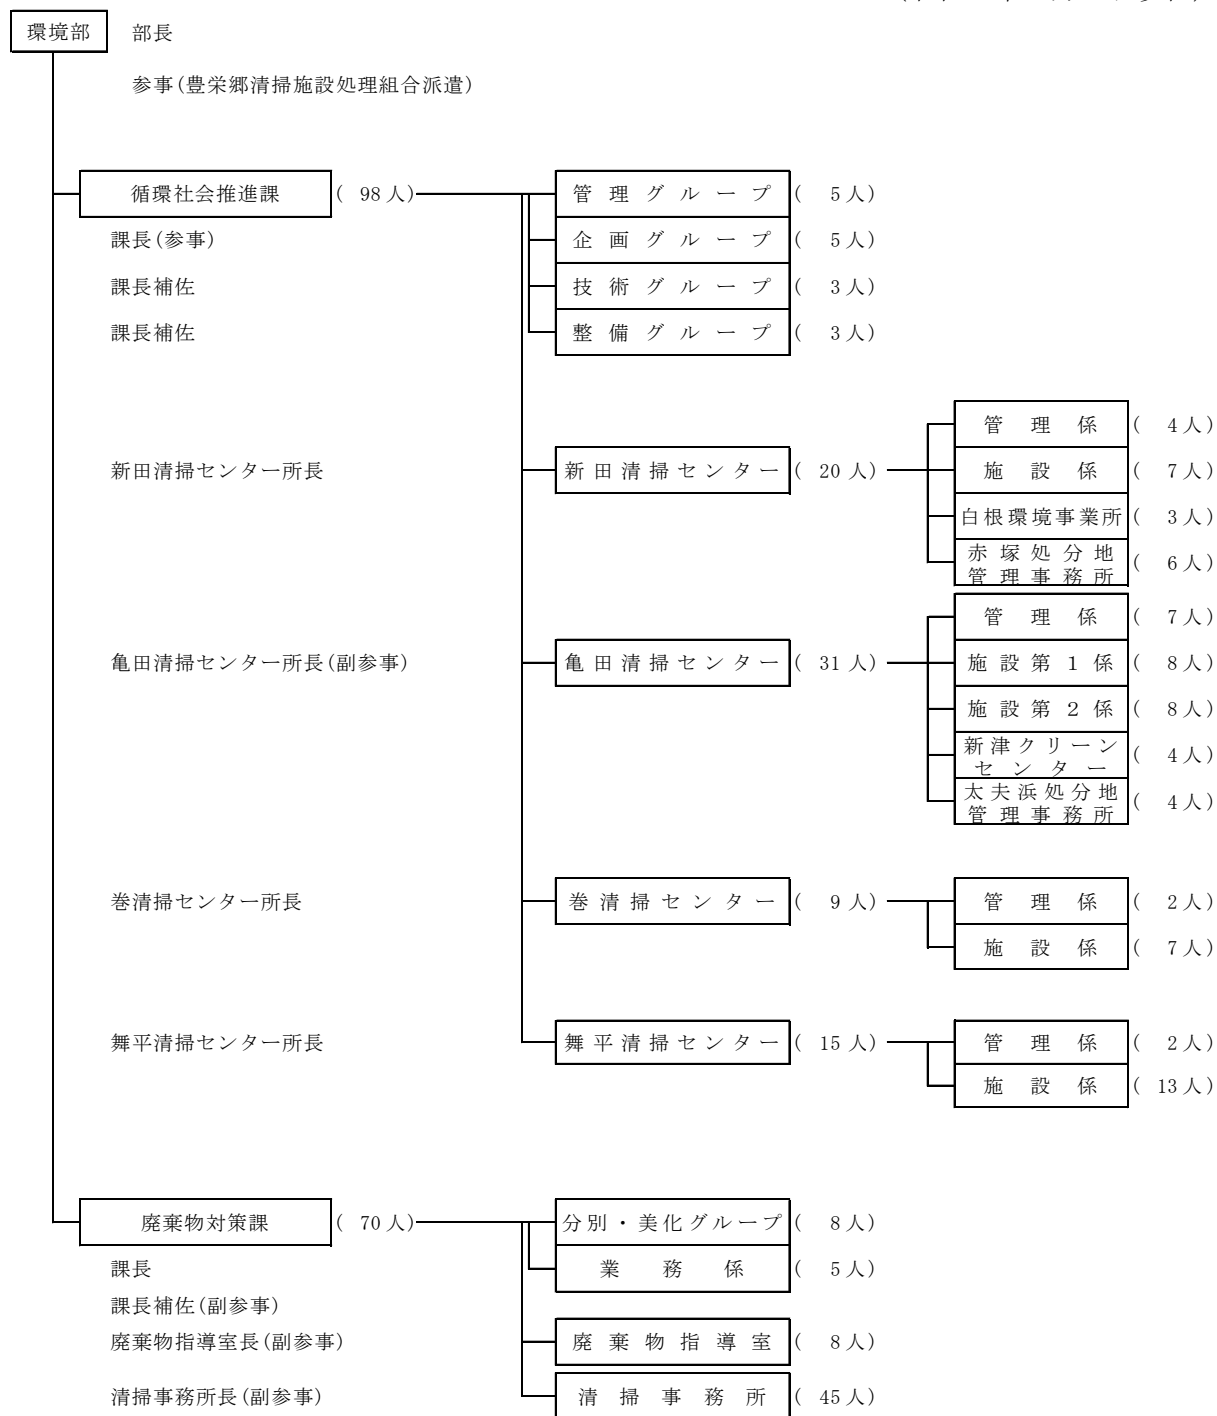 環境部 部長
参事(豊栄郷清掃施設処理組合派遣)
循環社会推進課 ( 98人) 管理グループ ( 5人)
課長(参事) 企画グループ ( 5人)
課長補佐 技術グループ ( 3人)
課長補佐 整備グループ ( 3人)
管理係 ( 4人)
新田清掃センター所長 新田清掃センター ( 20人) 施設係 ( 7人)
白根環境事業所 ( 3人)
赤塚処分地
管理事務所 ( 6人)
管理係 ( 7人)
亀田清掃センター所長(副参事) 亀田清掃センター ( 31人) 施設第1係 ( 8人)
施設第2係 ( 8人)
新津クリーン
センター ( 4人)
太夫浜処分地
管理事務所 ( 4人)
巻清掃センター所長 巻清掃センター ( 9人) 管理係 ( 2人)
施設係 ( 7人)
舞平清掃センター所長 舞平清掃センター ( 15人) 管理係 ( 2人)
施設係 ( 13人)
廃棄物対策課 ( 70人) 分別・美化グループ ( 8人)
課長 業務係 ( 5人)
課長補佐(副参事)
廃棄物指導室長(副参事) 廃棄物指導室 ( 8人)
清掃事務所長(副参事) 清掃事務所 ( 45人)